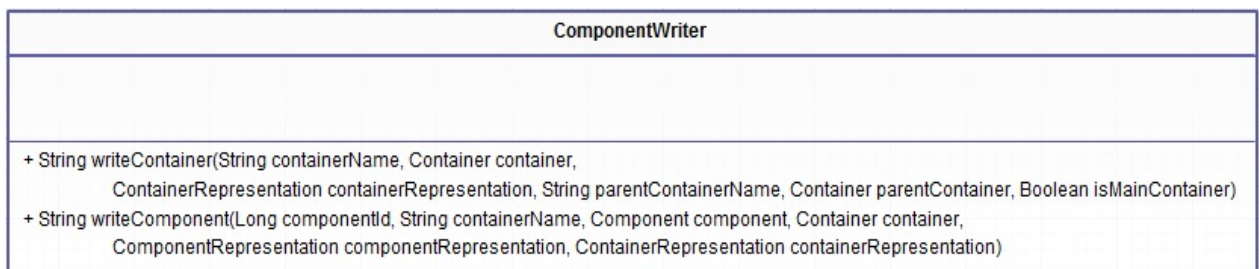 ComponentWriter
+ String writeContainer(String containerName, Container container,
ContainerRepresentation containerRepresentation, String parentContainerName, Container parentContainer, Boolean isMainContainer)
+ String writeComponent(Long componentId, String containerName, Component component, Container container,
ComponentRepresentation componentRepresentation, ContainerRepresentation containerRepresentation)